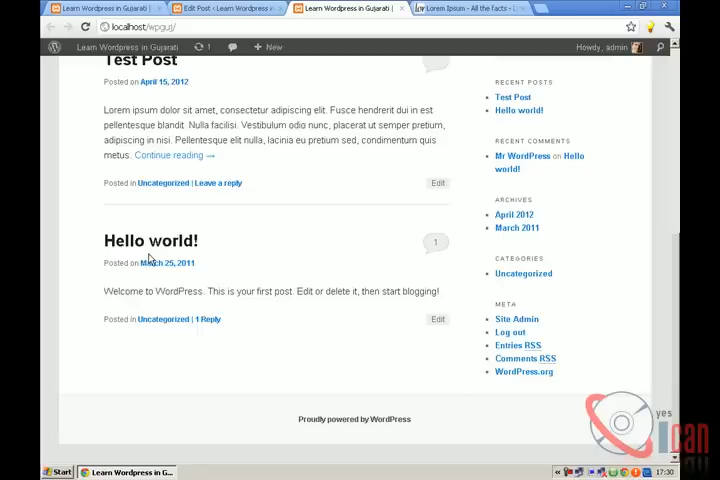 Learn Wordpress in Gujarati |
Edit Post ‹ Learn Wordpress in
Learn Wordpress in Gujarati |
Lorem Ipsum - All the facts - L
localhost/wpguj/
Learn Wordpress in Gujarati
1
+ New
Howdy, admin
Test Post
Posted on April 15, 2012
Lorem ipsum dolor sit amet, consectetur adipiscing elit. Fusce hendrerit dui en est
pellentesque blandit. Nulla facilisi. Vestibulum odio nunc, placerat ut semper pretium,
adipiscing in nisi. Pellentesque elit nulla, lacinia eu pretium sed, condimentum quis
metus. Continue reading →
Posted in Uncategorized | Leave a reply
Edit
Hello world!
1
Posted on March 25, 2011
Welcome to WordPress. This is your first post. Edit or delete it, then start blogging!
Posted in Uncategorized | 1 Reply
Edit
RECENT POSTS
Test Post
Hello world!
RECENT COMMENTS
Mr WordPress on Hello
world!
ARCHIVES
April 2012
March 2011
CATEGORIES
Uncategorized
META
Site Admin
Log out
Entries RSS
Comments RSS
WordPress.org
Proudly powered by WordPress
yes
Ican
Start
Learn Wordpress in G...
17:30